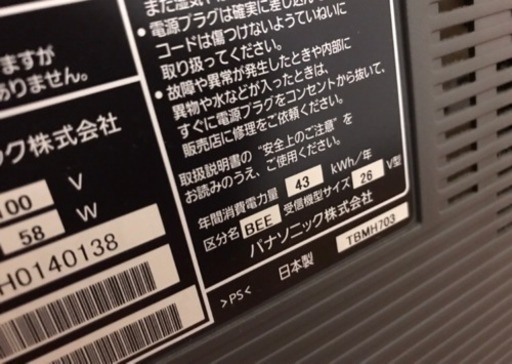 また湿気や
・電源プラグは確実に差し込み
コードは傷つけないようていねいに
取り扱ってください。
・故障や異常が発生したときや内部に
異物や水などが入ったときは、
すぐに電源プラグをコンセントから抜いて、
販売店に修理をご依頼ください。
取扱説明書の"安全上のご注意"を
お読みのうえ、ご使用ください。
年間消費電力量 43 kWh/年
区分名 BEE 受信機型サイズ 26 V型
パナソニック株式会社
TBMH703
日本製
>PS<
ますが
ありません。
ック株式会社
100 V
58 W
H0140138